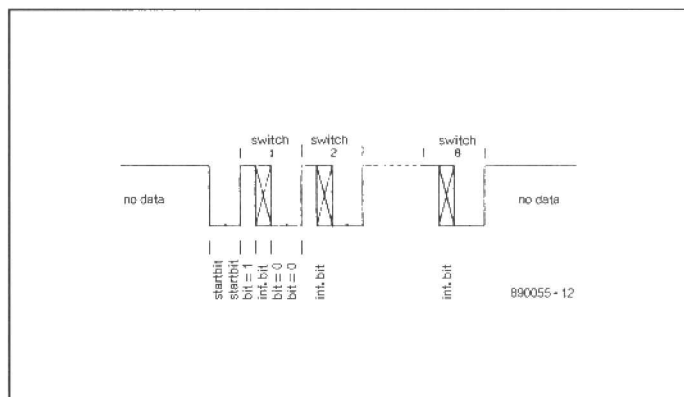 switch
1
switch
2
switch
8
no data
no data
startbit
startbit
bit = 1
int. bit
bit = 0
bit = 0
int. bit
int. bit
890055 - 12